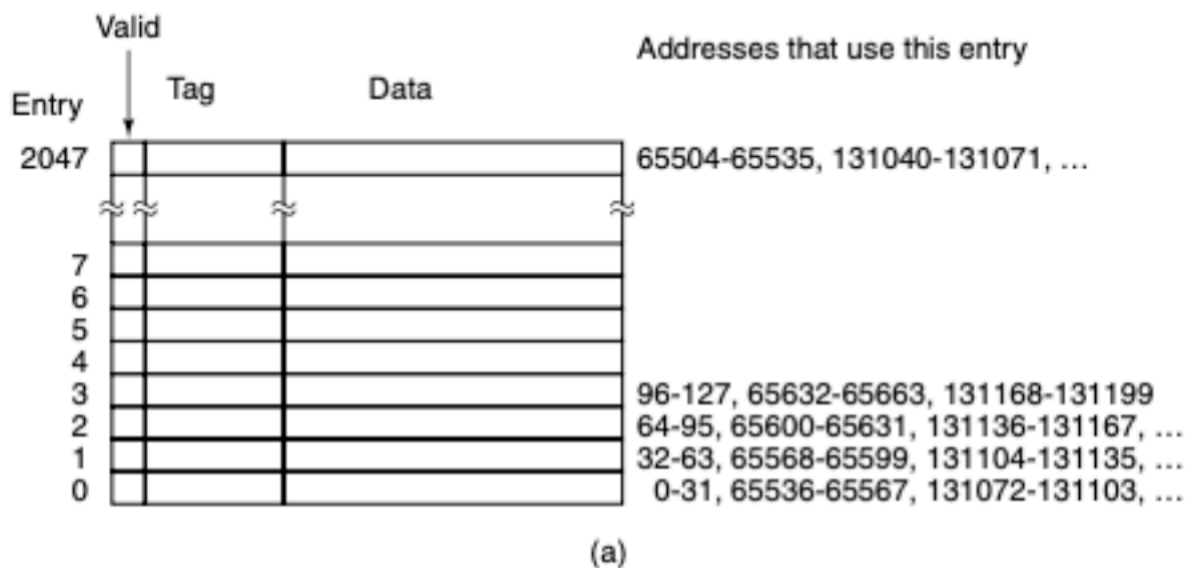 Valid
Addresses that use this entry
Entry Tag Data
2047 65504-65535, 131040-131071, …
7
6
5
4
3 96-127, 65632-65663, 131168-131199
2 64-95, 65600-65631, 131136-131167, …
1 32-63, 65568-65599, 131104-131135, …
0 0-31, 65536-65567, 131072-131103, …
(a)